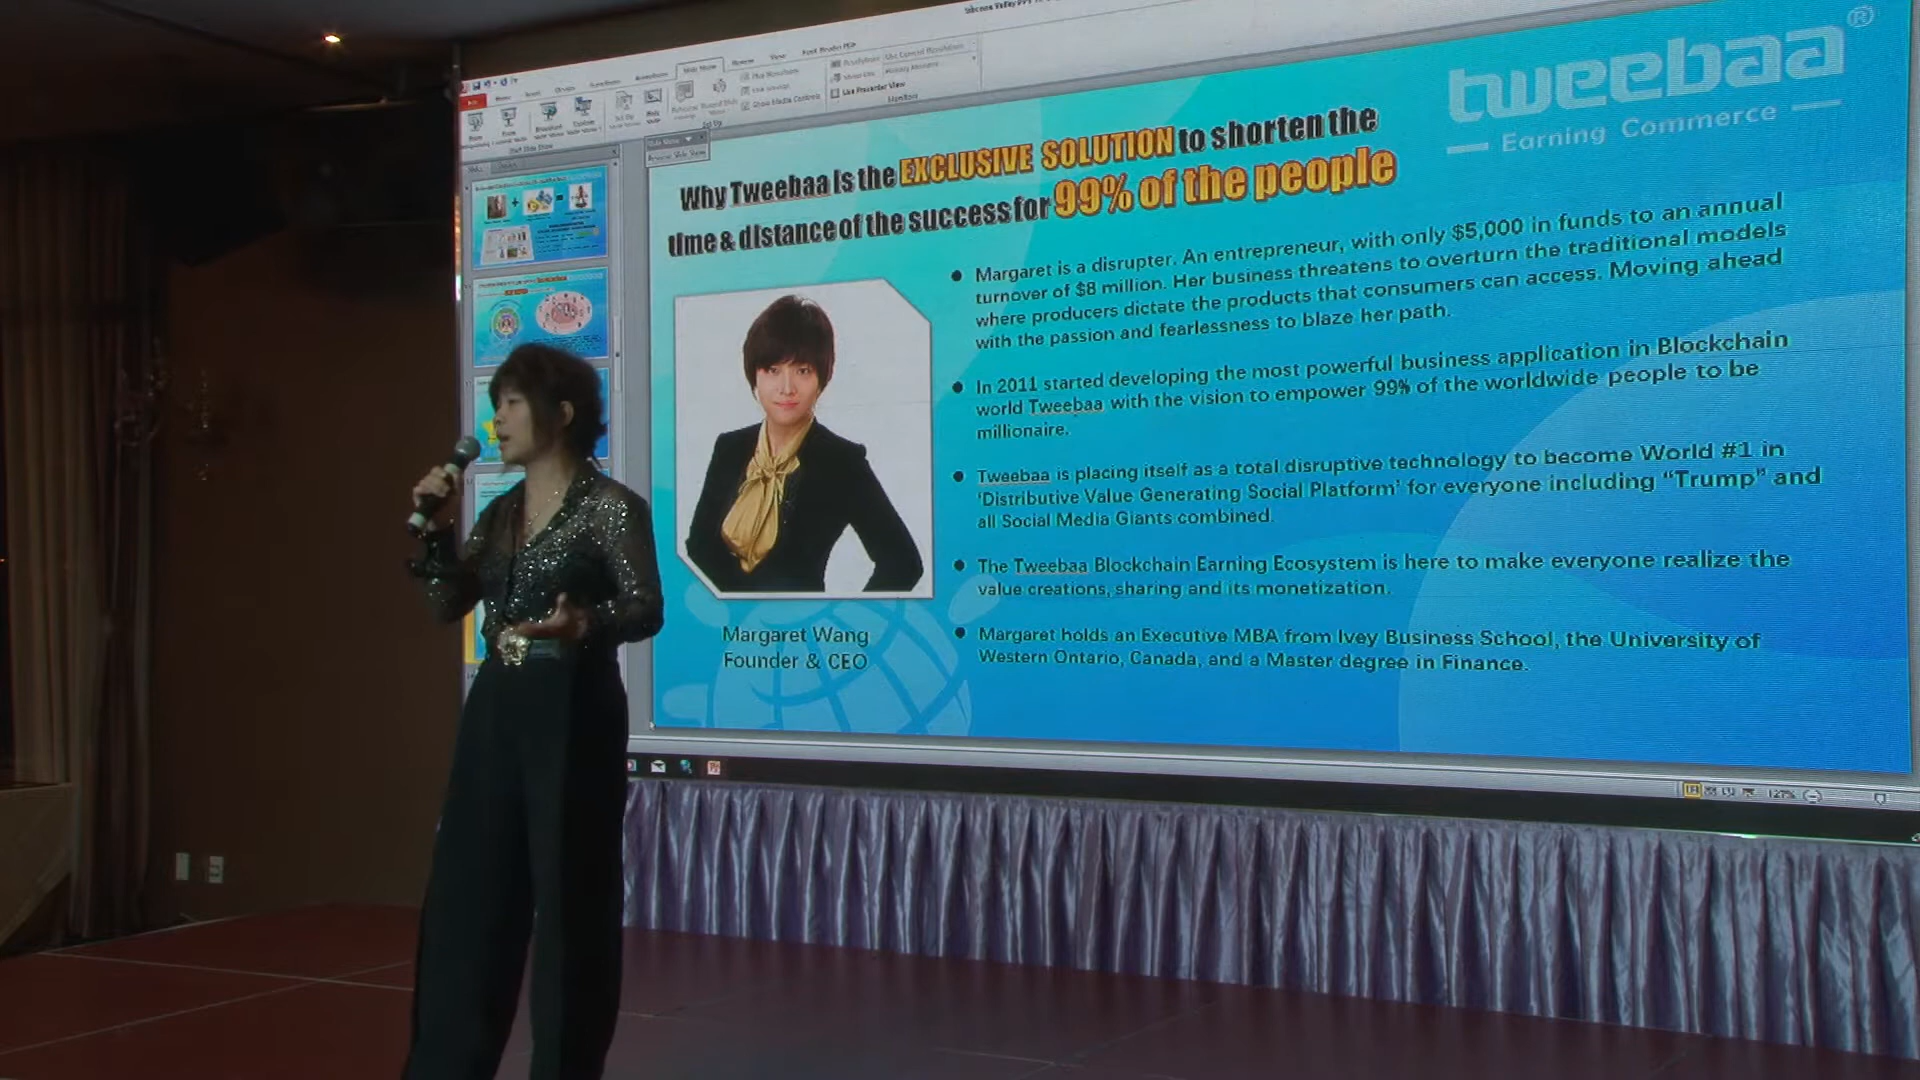 tweebaa®
Earning Commerce
Why Tweebaa is the EXCLUSIVE SOLUTION to shorten the
time & distance of the success for 99% of the people
Margaret is a disrupter. An entrepreneur, with only $5,000 in funds to an annual
turnover of $8 million. Her business threatens to overturn the traditional models
where producers dictate the products that consumers can access. Moving ahead
with the passion and fearlessness to blaze her path.
In 2011 started developing the most powerful business application in Blockchain
world Tweebaa with the vision to empower 99% of the worldwide people to be
millionaire.
Tweebaa is placing itself as a total disruptive technology to become World #1 in
'Distributive Value Generating Social Platform' for everyone including "Trump" and
all Social Media Giants combined.
The Tweebaa Blockchain Earning Ecosystem is here to make everyone realize the
value creations, sharing and its monetization.
Margaret holds an Executive MBA from Ivey Business School, the University of
Western Ontario, Canada, and a Master degree in Finance.
Margaret Wang
Founder & CEO
Use Presenter View
Show Media Controls
127%